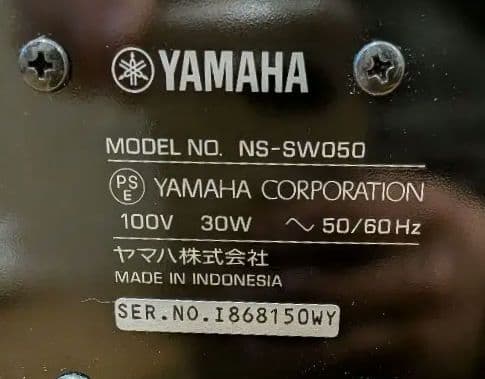 YAMAHA
MODEL NO. NS-SW050
PSE YAMAHA CORPORATION
100V 30W ~ 50/60Hz
ヤマハ株式会社
MADE IN INDONESIA
SER.NO.I868150WY